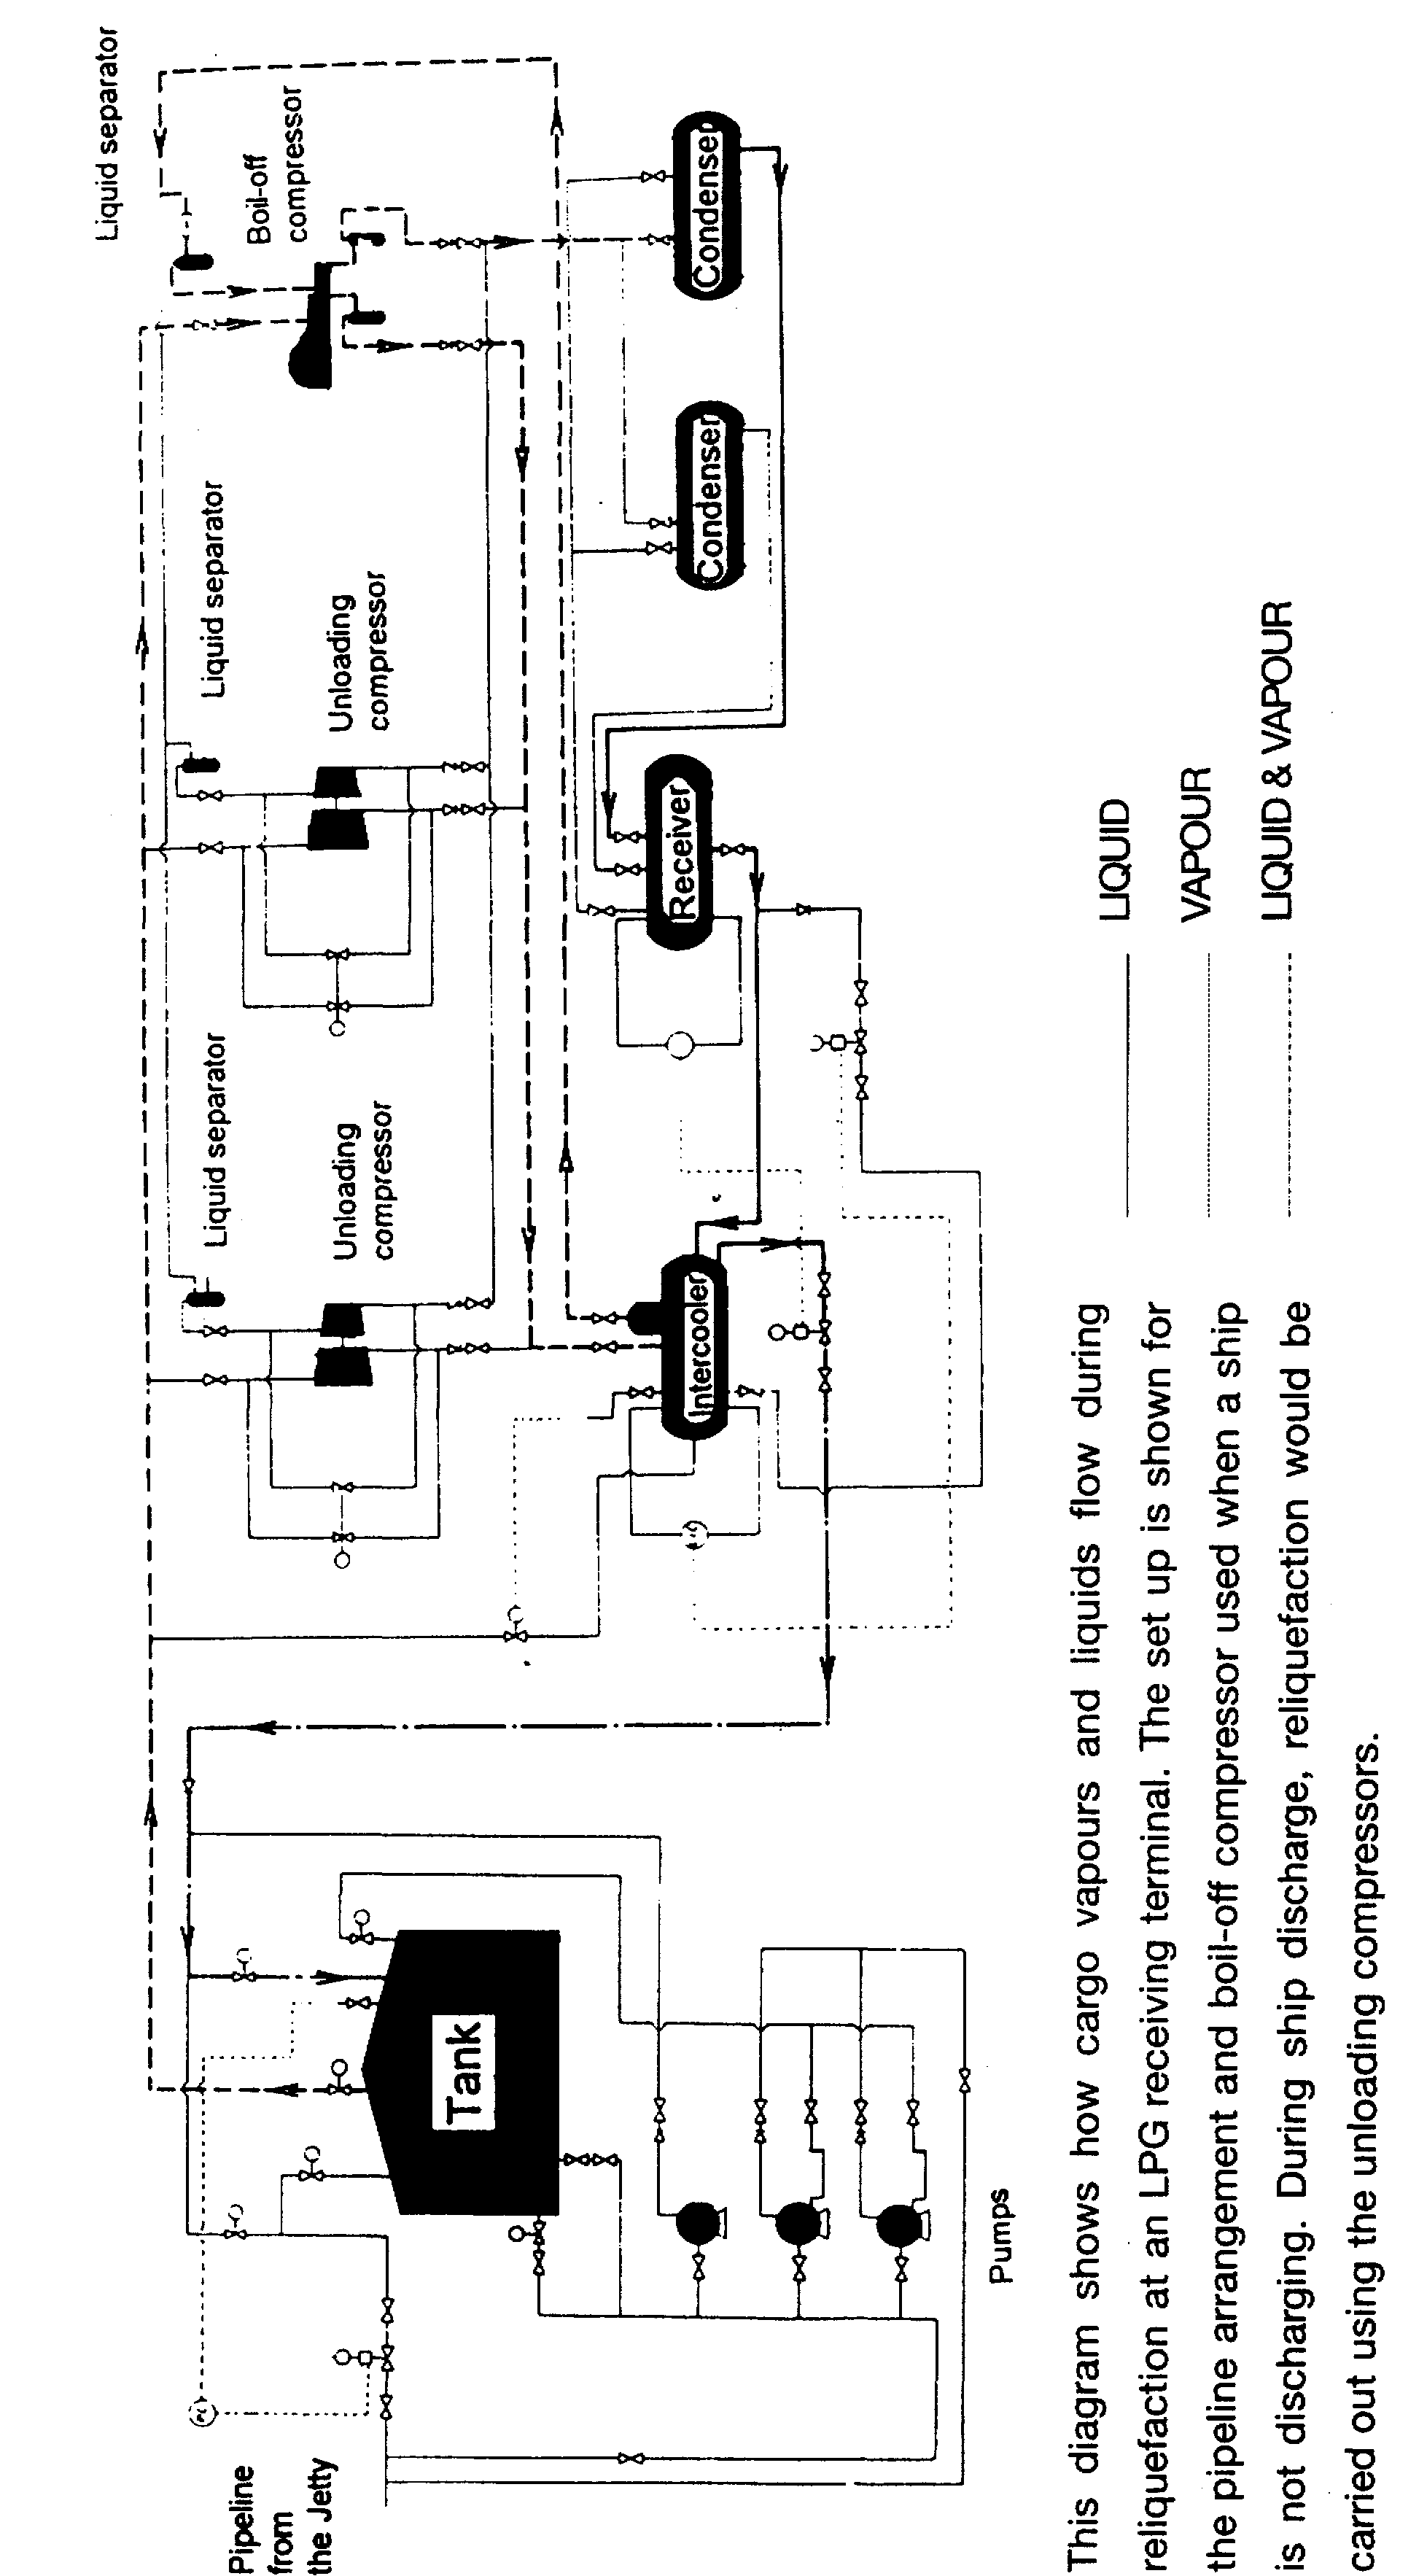 Liquid separator
Liquid separator
Liquid separator
Boil-off
compressor
Unloading
compressor
Unloading
compressor
Pipeline
from
the Jetty
Tank
Intercooler
Receiver
Condenser
Condenser
Pumps
This diagram shows how cargo vapours and liquids flow during
reliquefaction at an LPG receiving terminal. The set up is shown for
the pipeline arrangement and boil-off compressor used when a ship
is not discharging. During ship discharge, reliquefaction would be
carried out using the unloading compressors.
LIQUID
VAPOUR
LIQUID & VAPOUR